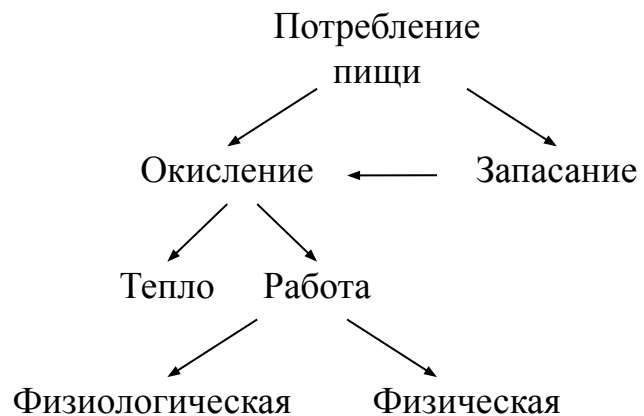 Потребление
пищи
Окисление Запасание
Тепло Работа
Физиологическая Физическая